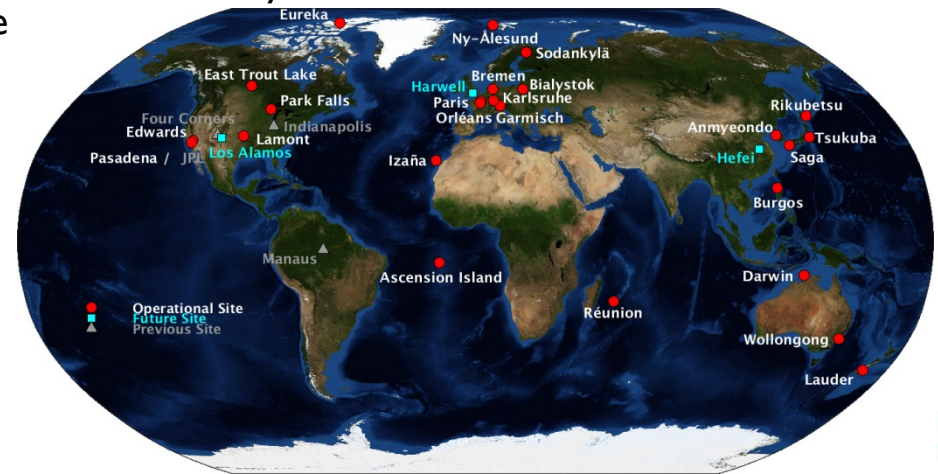 e
Eureka
Ny-Ålesund
Sodankylä
East Trout Lake
Bremen
Harwell
Bialystok
Paris
Karlsruhe
Park Falls
Orléans Garmisch
Rikubetsu
Four Corners
Indianapolis
Anmyeondo
Edwards
Lamont
Tsukuba
Los Alamos
Pasadena / JPL
Izaña
Hefei
Saga
Burgos
Manaus
Ascension Island
Darwin
Réunion
Operational Site
Future Site
Previous Site
Wollongong
Lauder